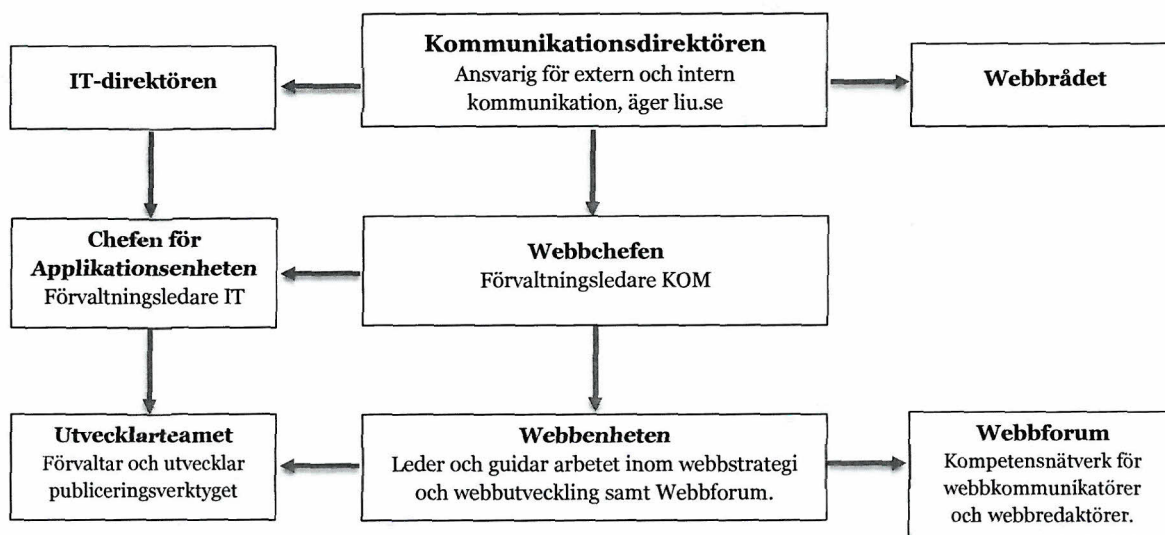 Kommunikationsdirektören
Ansvarig för extern och intern
kommunikation, äger liu.se
IT-direktören
Webbrådet
Chefen för
Applikationsenheten
Förvaltningsledare IT
Webbchefen
Förvaltningsledare KOM
Utvecklarteamet
Förvaltar och utvecklar
publiceringsverktyget
Webbenheten
Leder och guidar arbetet inom webbstrategi
och webbutveckling samt Webbforum.
Webbforum
Kompetensnätverk för
webbkommunikatörer
och webbredaktörer.